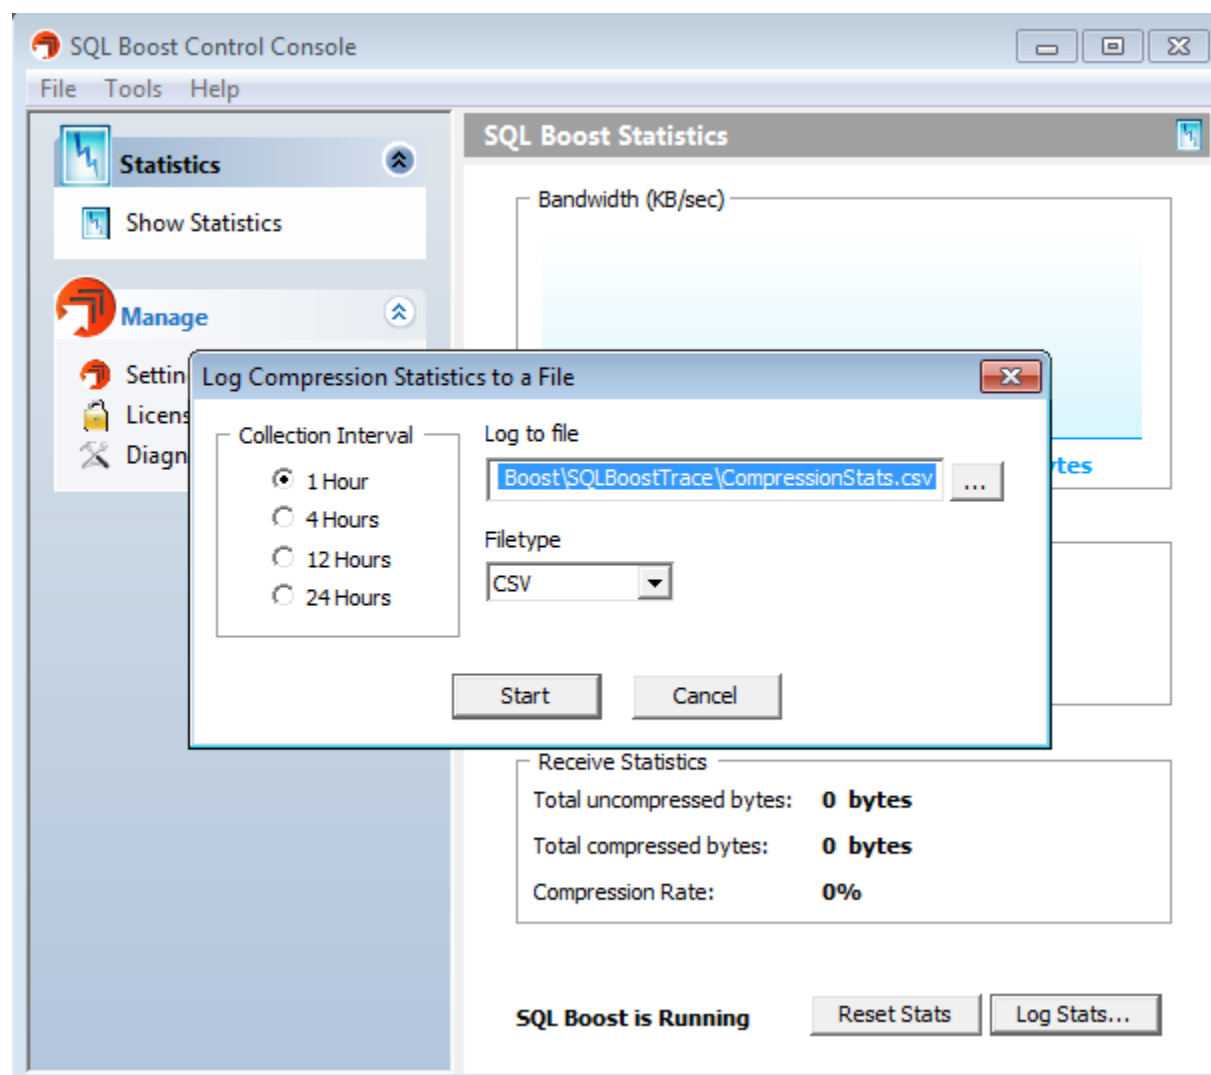 SQL Boost Control Console
File Tools Help
Statistics
Show Statistics
Manage
SQL Boost Statistics
Bandwidth (KB/sec)
Log Compression Statistics to a File
Collection Interval
1 Hour
4 Hours
12 Hours
24 Hours
Log to file
Boost\SQLBoostTrace\CompressionStats.csv
...
Filetype
CSV
Start
Cancel
Receive Statistics
Total uncompressed bytes: 0 bytes
Total compressed bytes: 0 bytes
Compression Rate: 0%
SQL Boost is Running
Reset Stats
Log Stats...